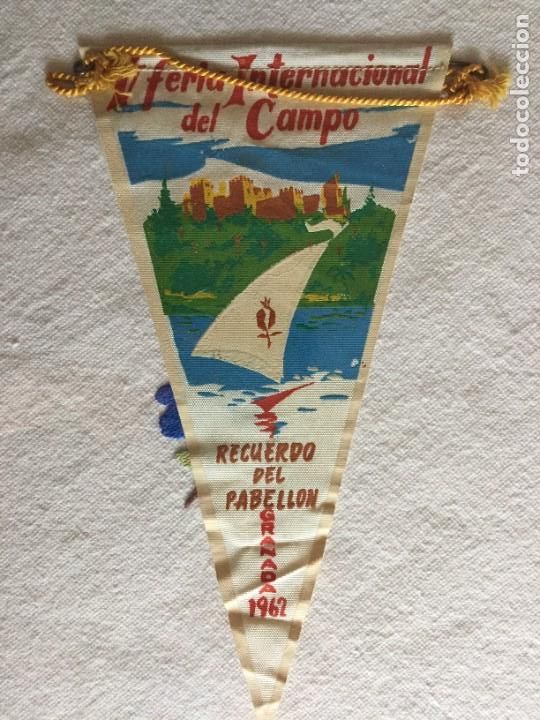 feria Internacional
del Campo
RECUERDO
DEL
PABELLON
GRANADA
1962
todocoleccion